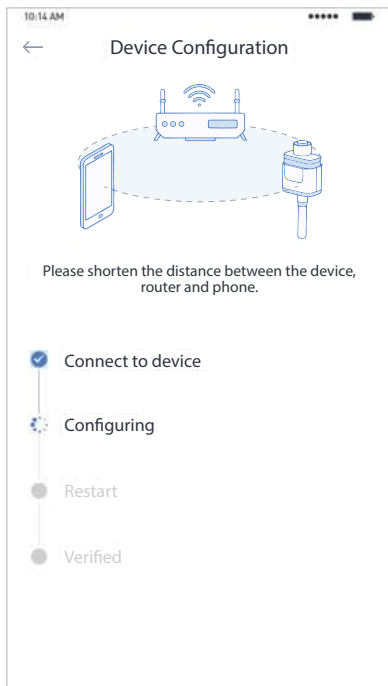 10:14 AM
Device Configuration
Please shorten the distance between the device,
router and phone.
Connect to device
Configuring
Restart
Verified